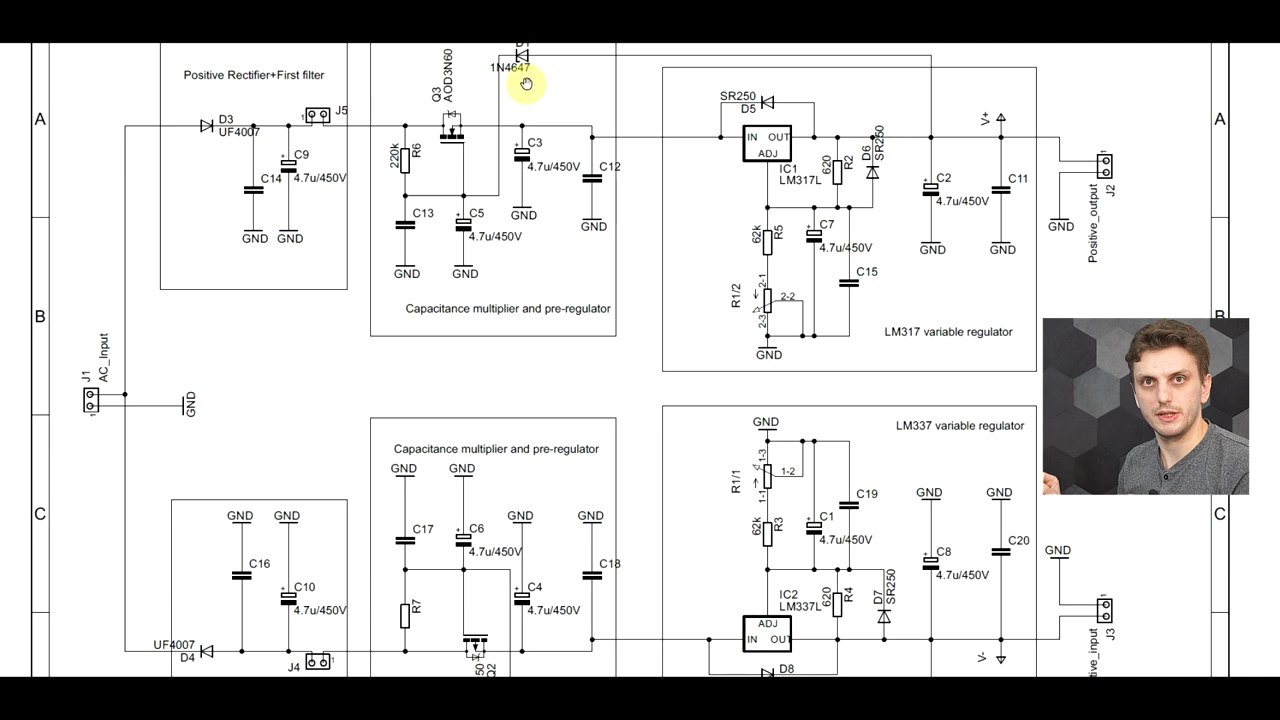 A
Positive Rectifier+First filter
D3
UF4007
C14
C9
4.7u/450V
GND
GND
J5
1
Q3
AOD3N60
1N4647
220k
R6
C3
4.7u/450V
C12
GND
GND
C13
C5
4.7u/450V
GND
GND
Capacitance multiplier and pre-regulator
SR250
D5
IN OUT
ADJ
IC1
LM317L
620
R2
D6
SR250
62k
R5
C7
4.7u/450V
C15
R1/2
2-1
2-2
2-3
GND
LM317 variable regulator
C2
4.7u/450V
GND
C11
GND
V+
GND
1
J2
Positive_output
A
B
B
J1
AC_Input
1
GND
C
Capacitance multiplier and pre-regulator
GND
GND
GND
GND
C17
C6
4.7u/450V
C4
4.7u/450V
C18
R7
Q2
GND
GND
C16
C10
4.7u/450V
UF4007
D4
J4
1
GND
LM337 variable regulator
R1/1
1-3
1-2
1-1
62k
R3
C1
4.7u/450V
C19
IC2
LM337L
ADJ
IN OUT
620
R4
D7
SR250
D8
GND
GND
C8
4.7u/450V
C20
V-
GND
1
J3
C